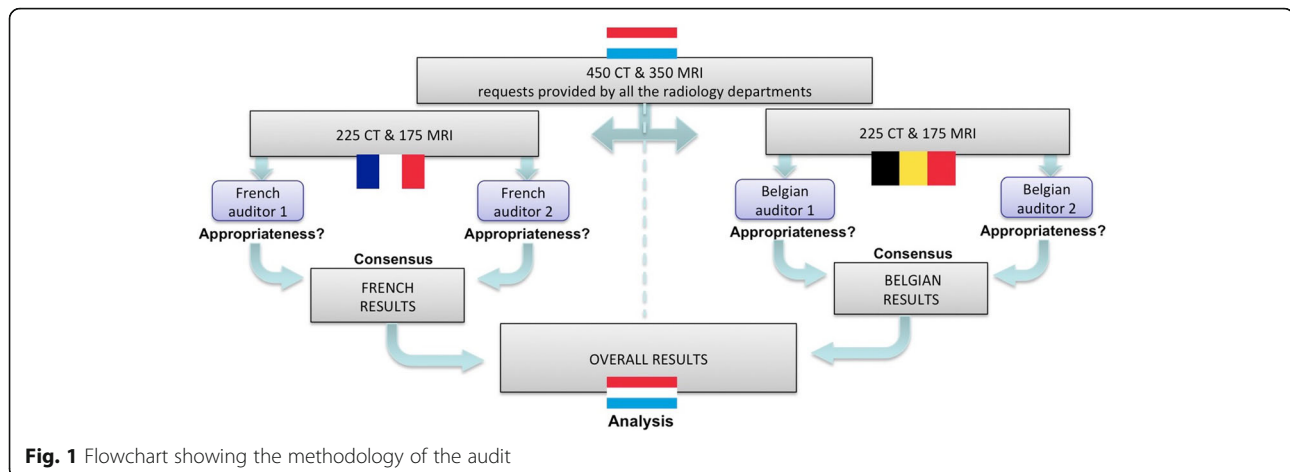 450 CT & 350 MRI
requests provided by all the radiology departments
225 CT & 175 MRI
225 CT & 175 MRI
French
auditor 1
French
auditor 2
Belgian
auditor 1
Belgian
auditor 2
Appropriateness?
Appropriateness?
Appropriateness?
Appropriateness?
Consensus
FRENCH
RESULTS
Consensus
BELGIAN
RESULTS
OVERALL RESULTS
Analysis
Fig. 1 Flowchart showing the methodology of the audit